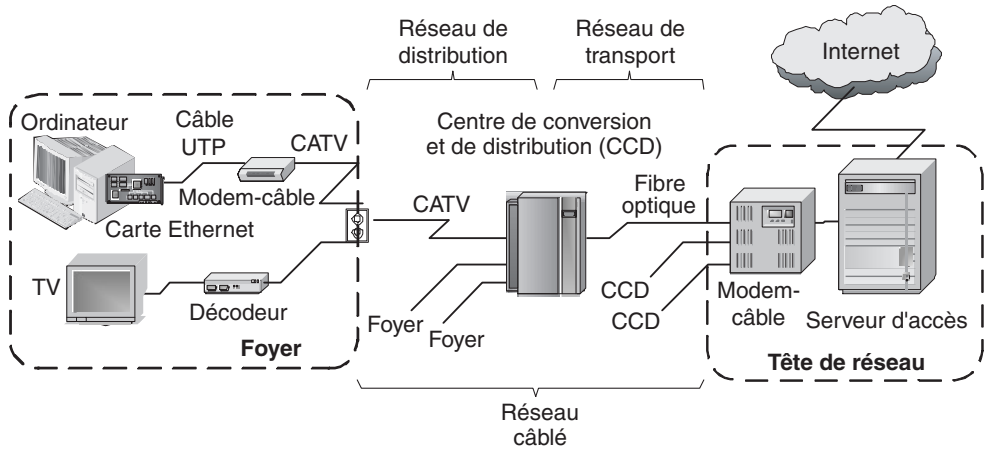 Réseau de
distribution
Réseau de
transport
Internet
Ordinateur
Câble
UTP
CATV
Centre de conversion
et de distribution (CCD)
Modem-câble
CATV
Fibre
optique
Carte Ethernet
TV
Décodeur
Foyer
Foyer
Foyer
CCD
CCD
Modem-
câble
Serveur d'accès
Tête de réseau
Réseau
câblé